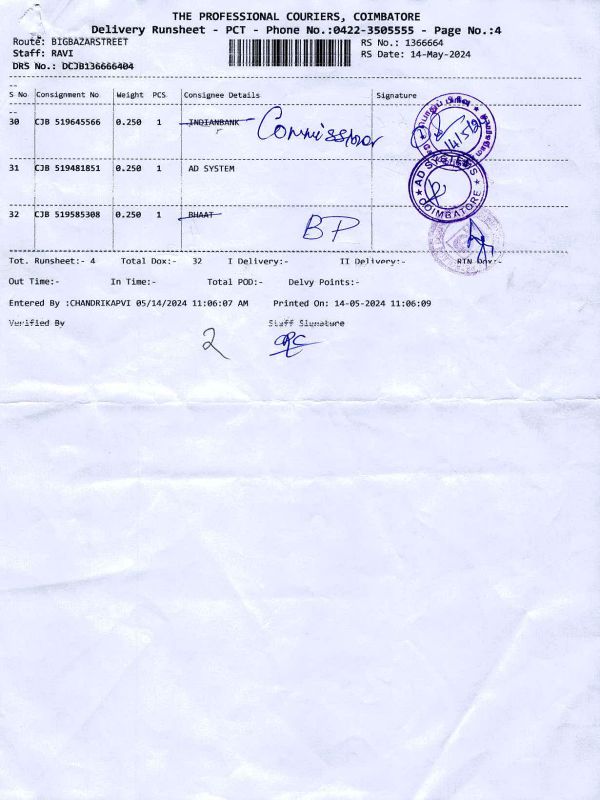 THE PROFESSIONAL COURIERS, COIMBATORE
Delivery Runsheet - PCT - Phone No.:0422-3505555 - Page No.:4
Route: BIGBAZARSTREET RS No.: 1366664
Staff: RAVI RS Date: 14-May-2024
DRS No.: DCJB136666404
S No Consignment No Weight PCS Consignee Details Signature
30 CJB 519645566 0.250 1 INDIANBANK Commissioner
14/5/24
31 CJB 519481851 0.250 1 AD SYSTEM
AD SYSTEMS
COIMBATORE
32 CJB 519585308 0.250 1 BHAAT BP
Tot. Runsheet:- 4 Total Dox:- 32 I Delivery:- II Delivery:- RTN Dox:-
Out Time:- In Time:- Total POD:- Delvy Points:-
Entered By :CHANDRIKAPVI 05/14/2024 11:06:07 AM Printed On: 14-05-2024 11:06:09
Verified By Staff Signature
2